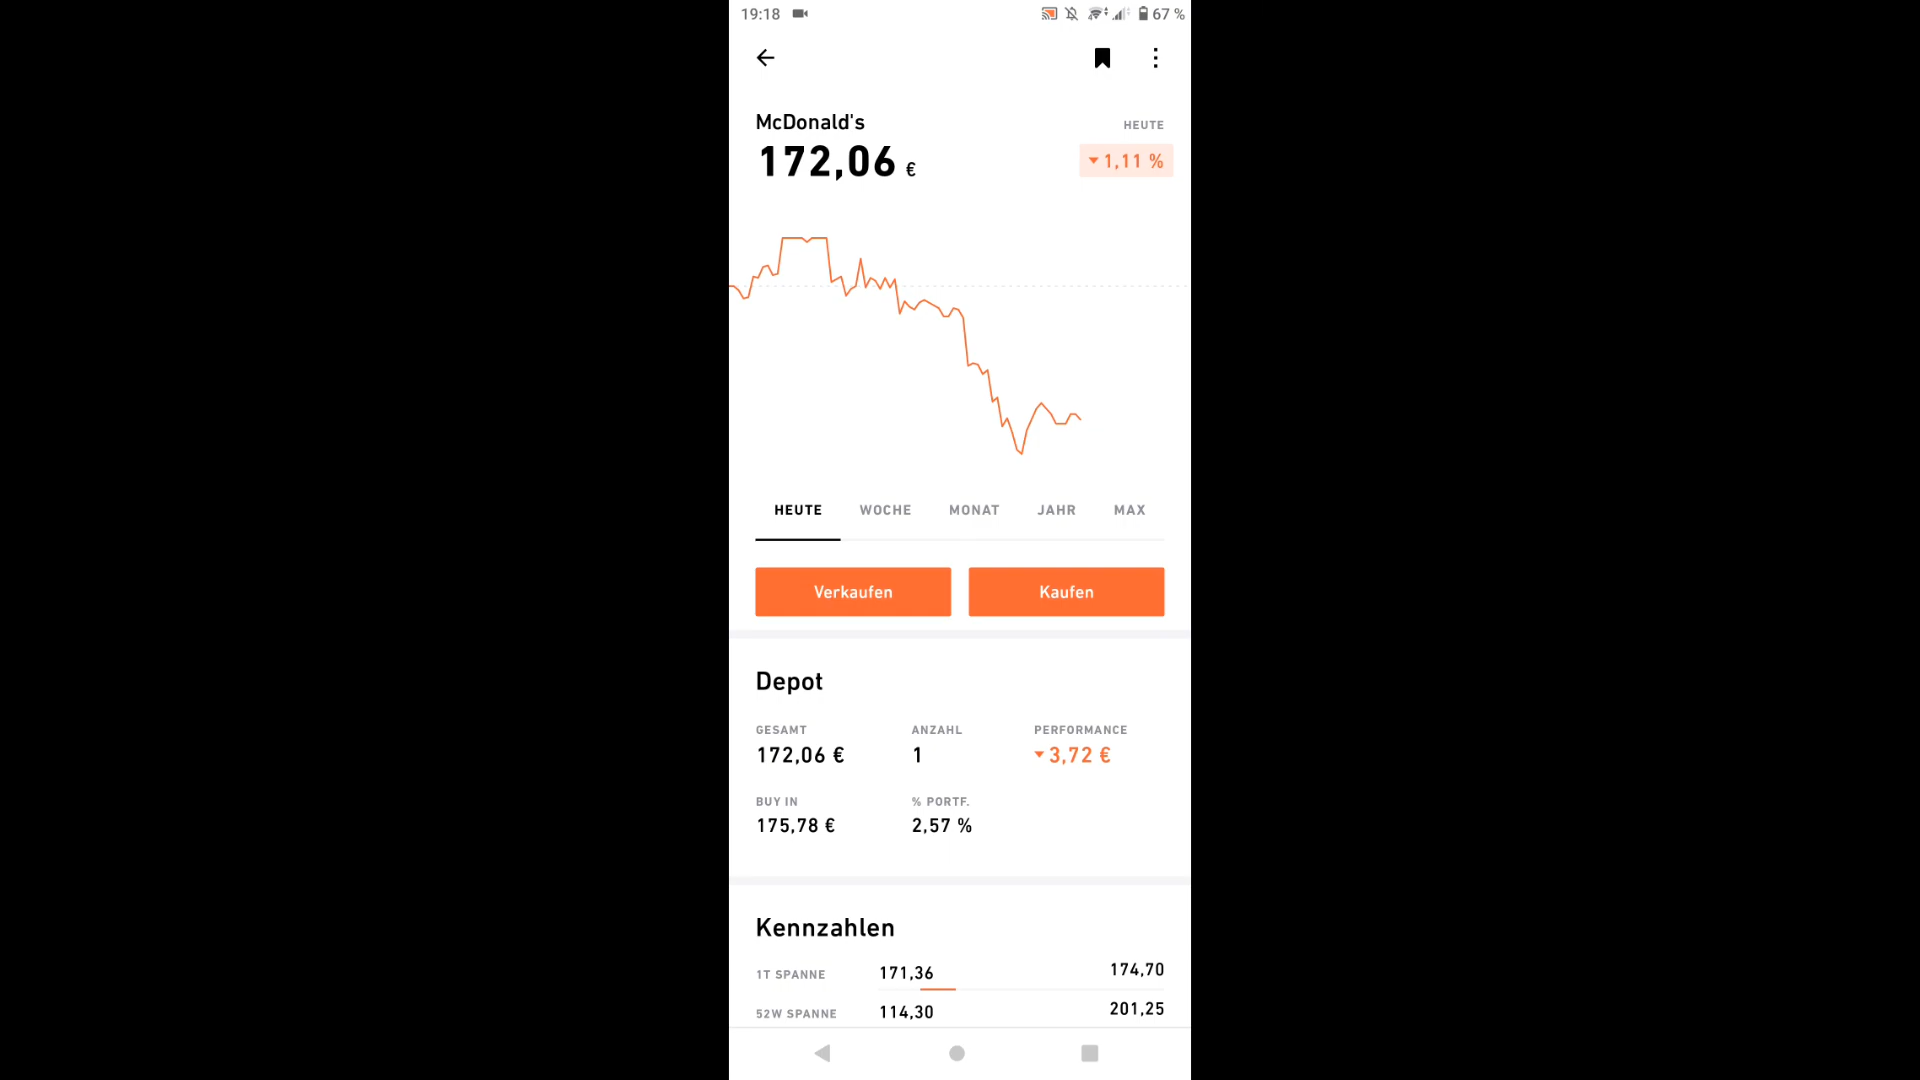 19:18
67 %
McDonald's
HEUTE
172,06 €
1,11 %
HEUTE WOCHE MONAT JAHR MAX
Verkaufen Kaufen
Depot
GESAMT ANZAHL PERFORMANCE
172,06 € 1 3,72 €
BUY IN % PORTF.
175,78 € 2,57 %
Kennzahlen
1T SPANNE 171,36 174,70
52W SPANNE 114,30 201,25